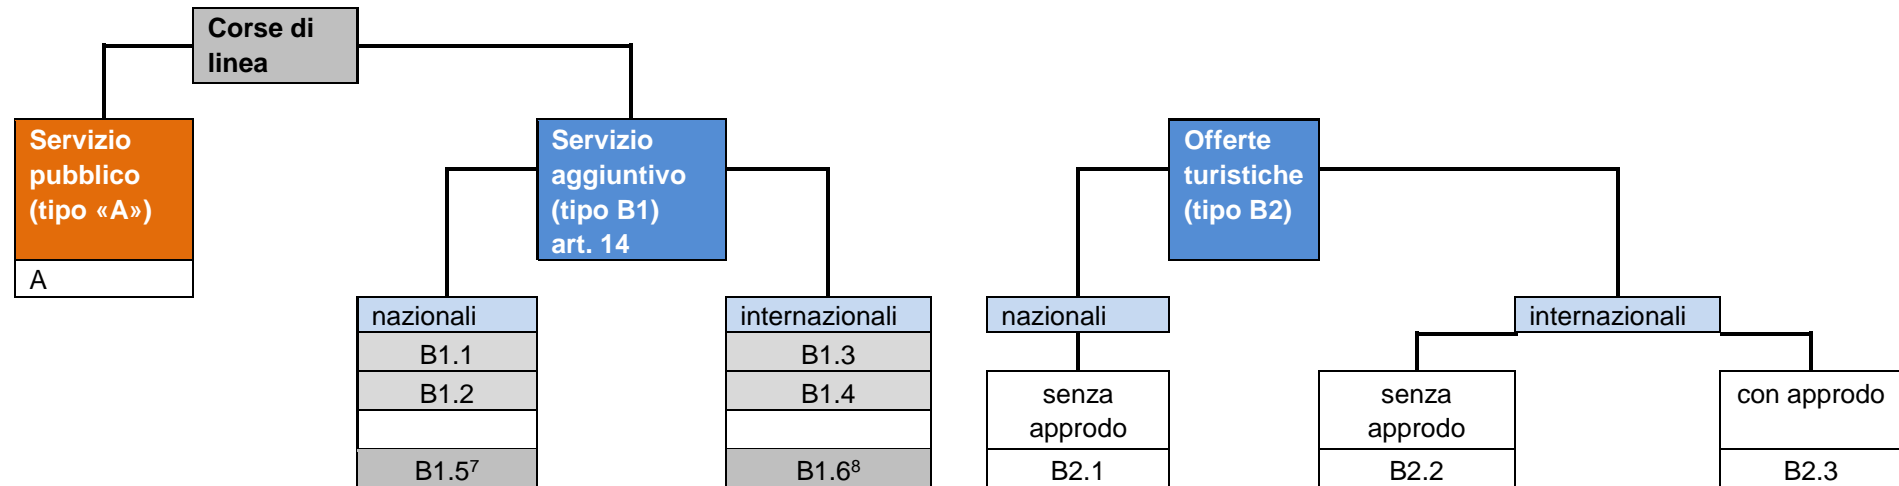 Corse di
linea
Servizio
pubblico
(tipo «A»)
A
Servizio
aggiuntivo
(tipo B1)
art. 14
nazionali
B1.1
B1.2
B1.5⁷
internazionali
B1.3
B1.4
B1.6⁸
Offerte
turistiche
(tipo B2)
nazionali
senza
approdo
B2.1
internazionali
senza
approdo
B2.2
con approdo
B2.3